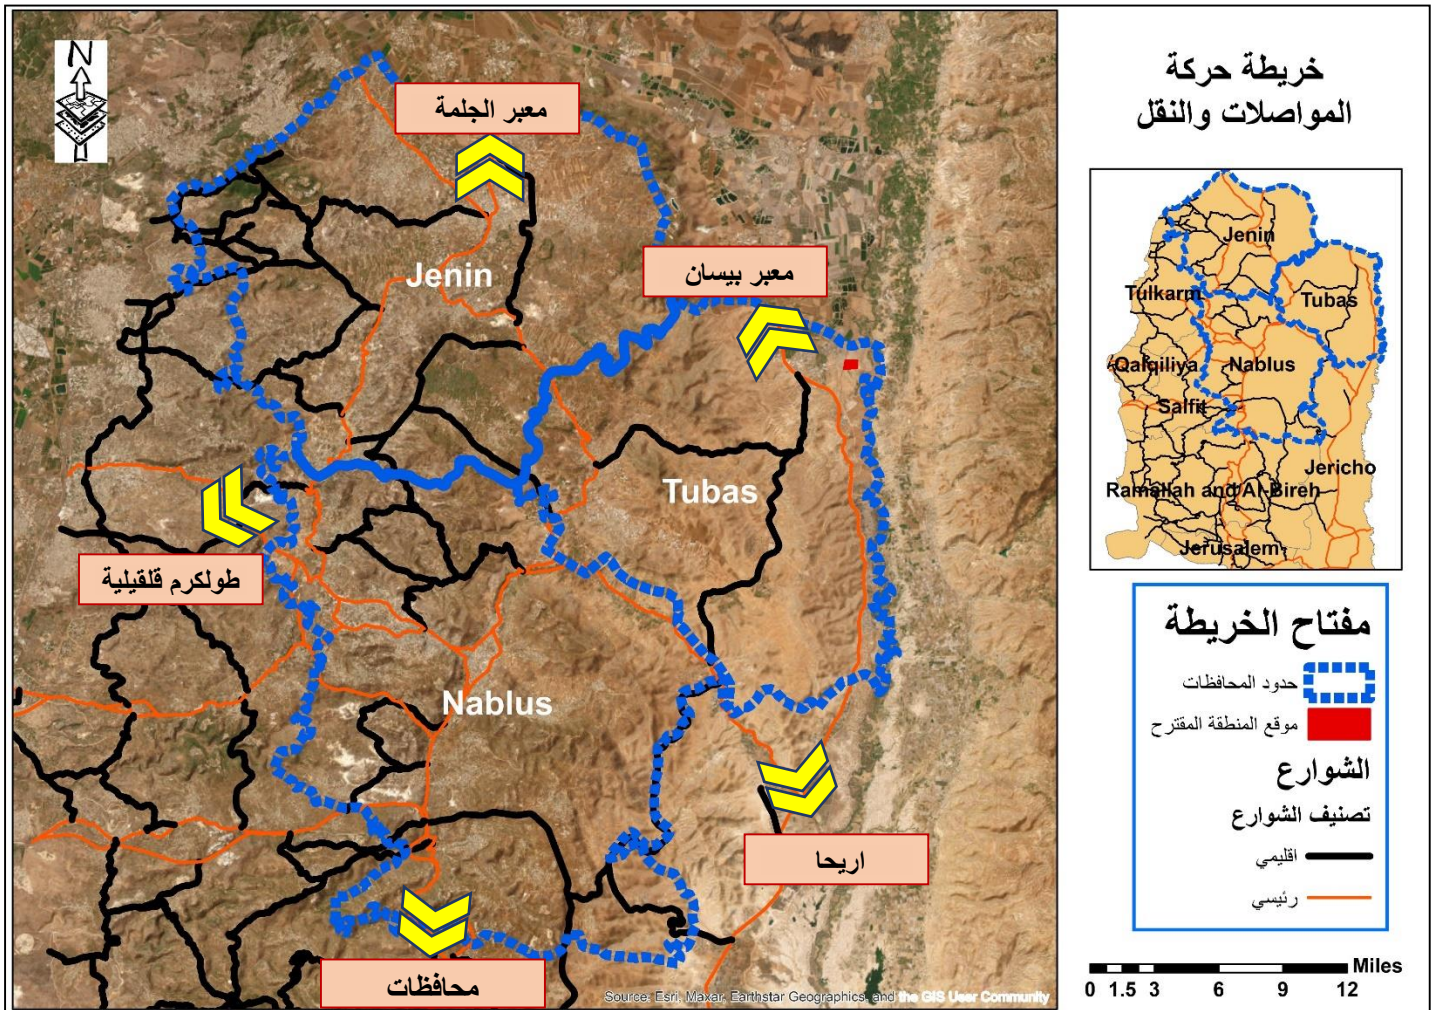 N
معبر الجلمة
Jenin
معبر بيسان
Tubas
طولكرم قلقيلية
Nablus
اريحا
محافظات
Source: Esri, Maxar, Earthstar Geographics, and the GIS User Community
خريطة حركة
المواصلات والنقل
Jenin
Tulkarm
Tubas
Qalqiliya
Nablus
Salfit
Jericho
Ramallah and Al-Bireh
Jerusalem
مفتاح الخريطة
حدود المحافظات
موقع المنطقة المقترح
الشوارع
تصنيف الشوارع
اقليمي
رئيسي
Miles
0 1.5 3 6 9 12